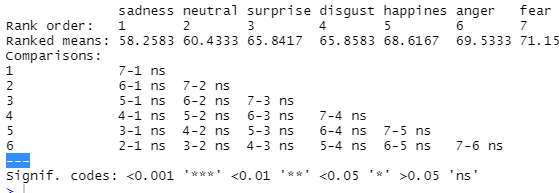 sadness neutral surprise disgust happines anger fear
Rank order: 1 2 3 4 5 6 7
Ranked means: 58.2583 60.4333 65.8417 65.8583 68.6167 69.5333 71.15
Comparisons:
1 7-1 ns
2 6-1 ns 7-2 ns
3 5-1 ns 6-2 ns 7-3 ns
4 4-1 ns 5-2 ns 6-3 ns 7-4 ns
5 3-1 ns 4-2 ns 5-3 ns 6-4 ns 7-5 ns
6 2-1 ns 3-2 ns 4-3 ns 5-4 ns 6-5 ns 7-6 ns
---
Signif. codes: <0.001 '***' <0.01 '**' <0.05 '*' >0.05 'ns'
>